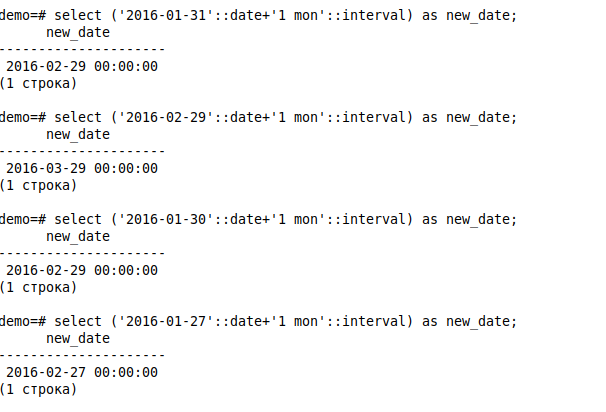 demo=# select ('2016-01-31'::date+'1 mon'::interval) as new_date;
      new_date
---------------------
 2016-02-29 00:00:00
(1 строка)

demo=# select ('2016-02-29'::date+'1 mon'::interval) as new_date;
      new_date
---------------------
 2016-03-29 00:00:00
(1 строка)

demo=# select ('2016-01-30'::date+'1 mon'::interval) as new_date;
      new_date
---------------------
 2016-02-29 00:00:00
(1 строка)

demo=# select ('2016-01-27'::date+'1 mon'::interval) as new_date;
      new_date
---------------------
 2016-02-27 00:00:00
(1 строка)